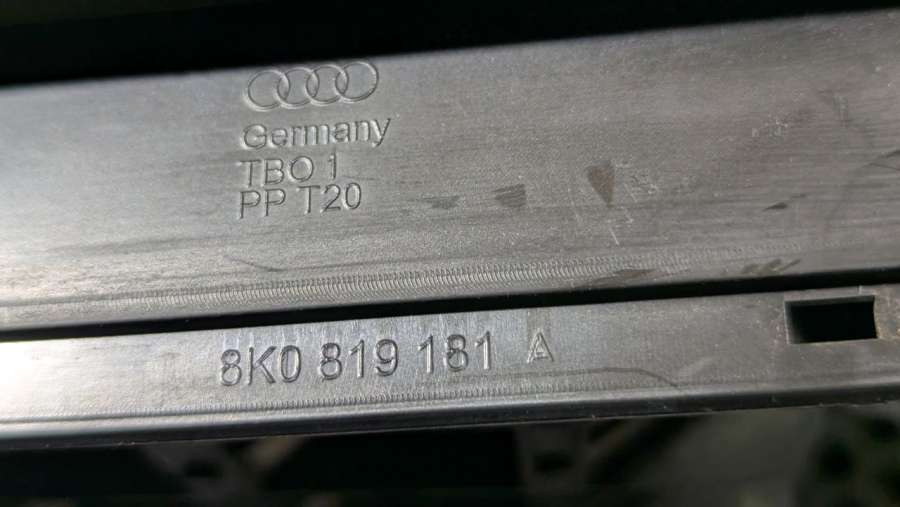 Germany
TBO 1
PP T20
8K0 819 181 A